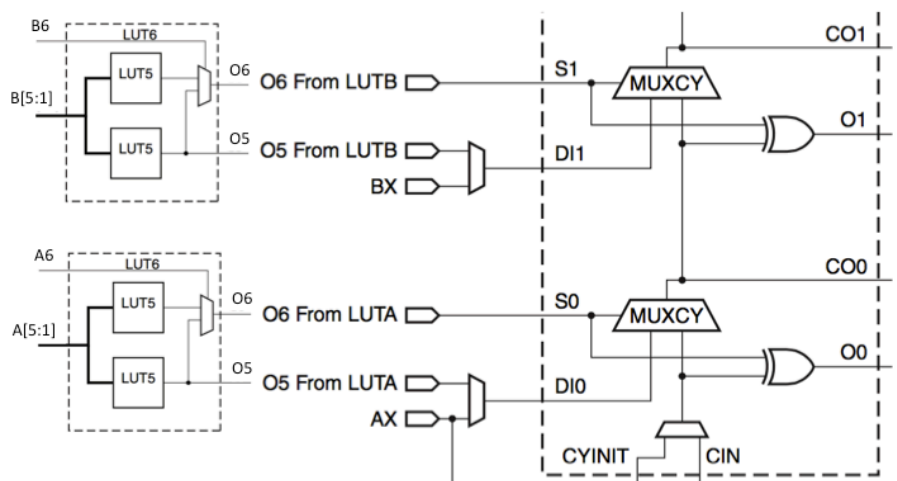 B6
LUT6
LUT5
O6
B[5:1]
LUT5
O5
O6 From LUTB
S1
MUXCY
CO1
O1
O5 From LUTB
DI1
BX
A6
LUT6
LUT5
O6
A[5:1]
LUT5
O5
O6 From LUTA
S0
MUXCY
CO0
O0
O5 From LUTA
DI0
AX
CYINIT
CIN